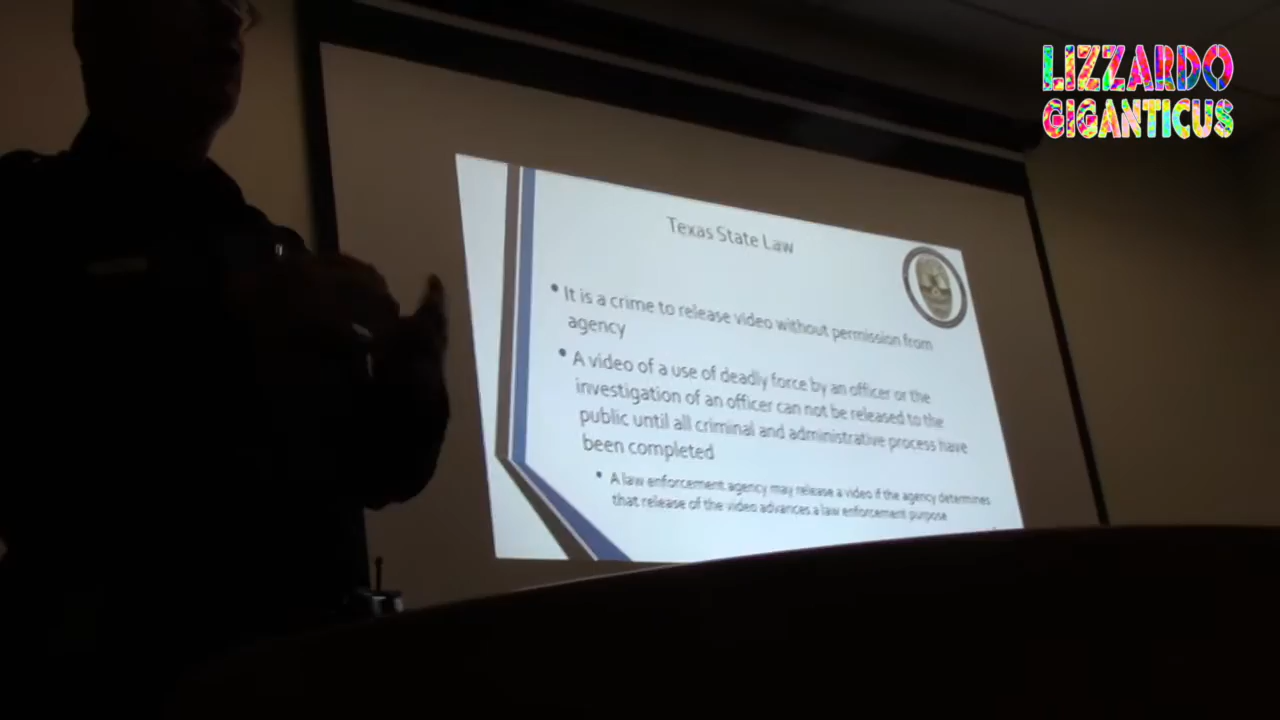 LIZZARDO
GIGANTICUS
Texas State Law
• It is a crime to release video without permission from
agency
• A video of a use of deadly force by an officer or the
investigation of an officer can not be released to the
public until all criminal and administrative process have
been completed
• A law enforcement agency may release a video if the agency determines
that release of the video advances a law enforcement purpose